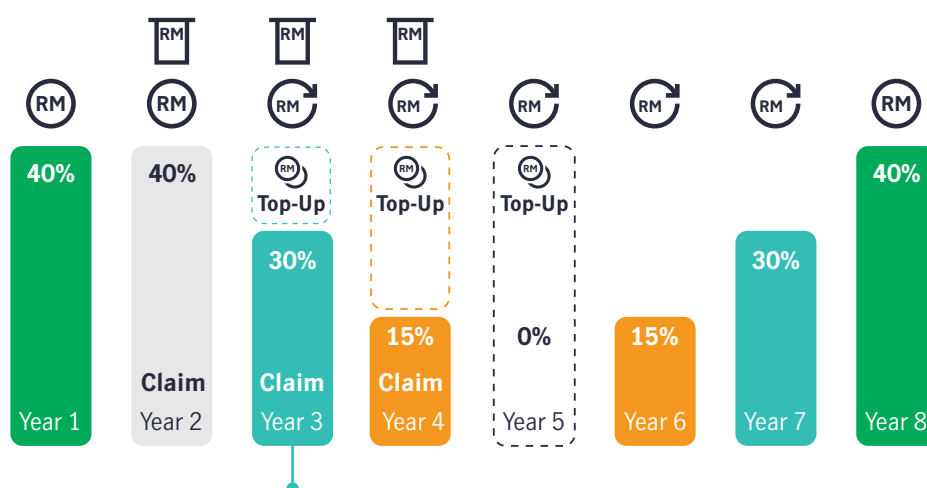 RM RM RM
RM RM RM RM RM RM RM RM
40% 40% RM RM RM 40%
Top-Up Top-Up Top-Up
30% 30%
15% 0% 15%
Claim Claim Claim
Year 1 Year 2 Year 3 Year 4 Year 5 Year 6 Year 7 Year 8